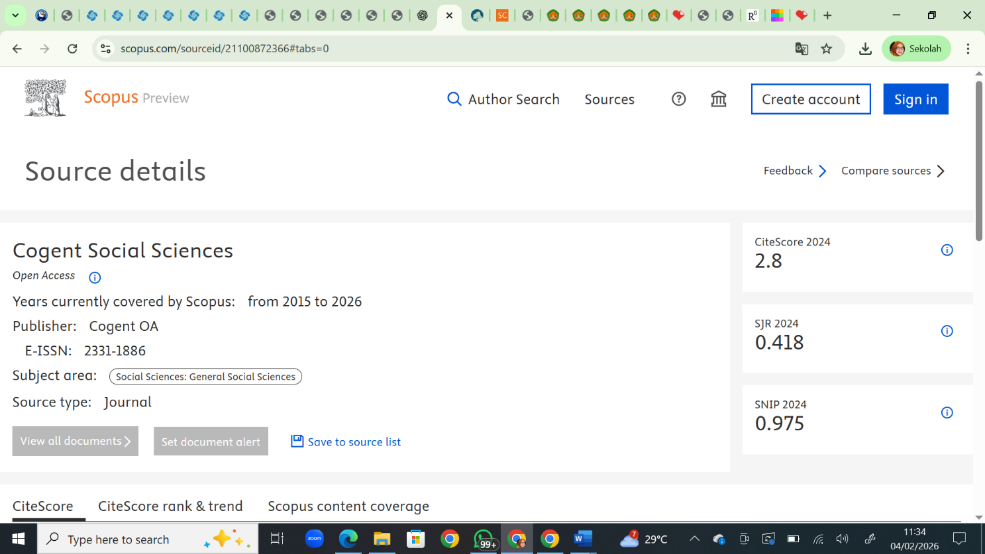 scopus.com/sourceid/21100872366#tabs=0
Sekolah
Scopus Preview
Author Search
Sources
Create account
Sign in
Source details
Feedback
Compare sources
Cogent Social Sciences
Open Access
Years currently covered by Scopus: from 2015 to 2026
Publisher: Cogent OA
E-ISSN: 2331-1886
Subject area: Social Sciences: General Social Sciences
Source type: Journal
View all documents
Set document alert
Save to source list
CiteScore 2024
2.8
SJR 2024
0.418
SNIP 2024
0.975
CiteScore
CiteScore rank & trend
Scopus content coverage
Type here to search
zoom
99+
7
29°C
11:34
04/02/2026